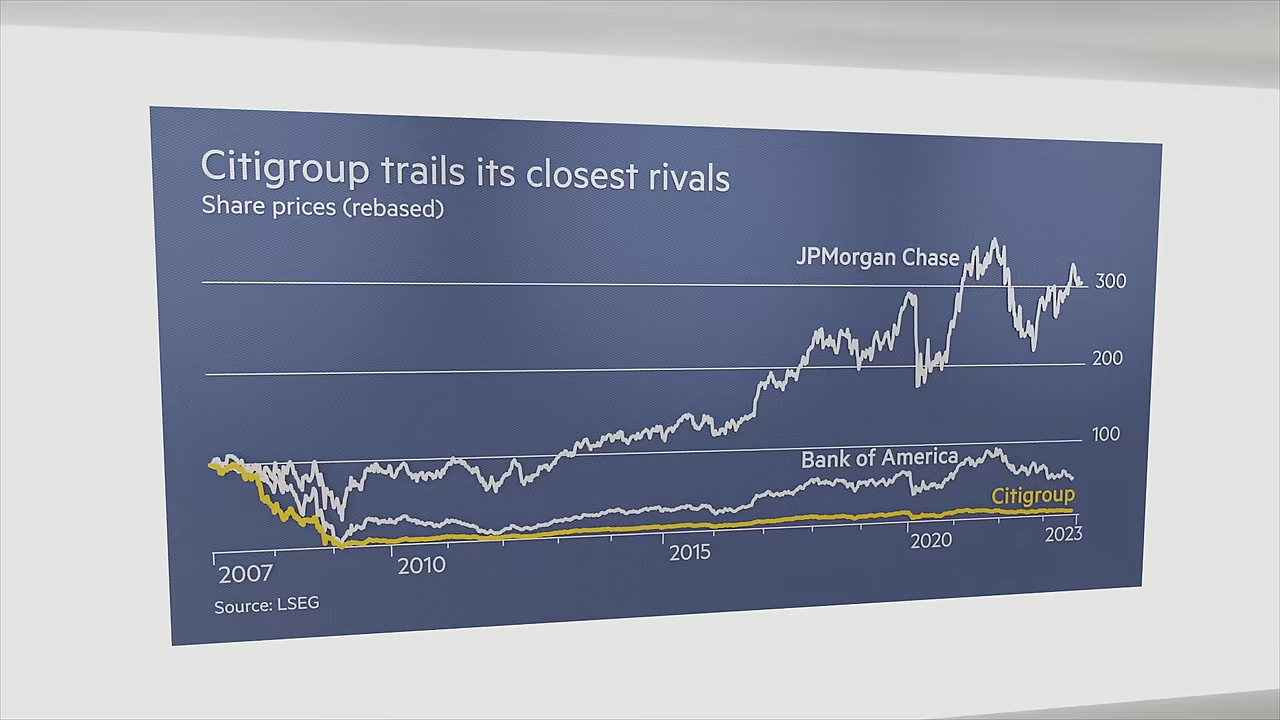 Citigroup trails its closest rivals
Share prices (rebased)
JPMorgan Chase
300
200
100
Bank of America
Citigroup
2007
2010
2015
2020
2023
Source: LSEG